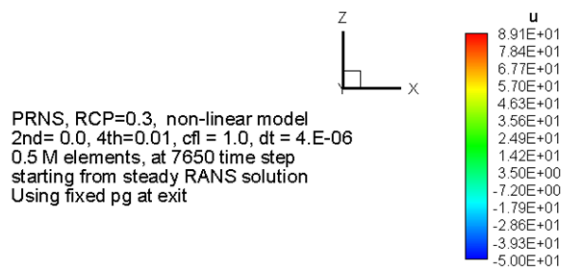 Z
X
Y
PRNS, RCP=0.3, non-linear model
2nd= 0.0, 4th=0.01, cfl = 1.0, dt = 4.E-06
0.5 M elements, at 7650 time step
starting from steady RANS solution
Using fixed pg at exit
u
8.91E+01
7.84E+01
6.77E+01
5.70E+01
4.63E+01
3.56E+01
2.49E+01
1.42E+01
3.50E+00
-7.20E+00
-1.79E+01
-2.86E+01
-3.93E+01
-5.00E+01